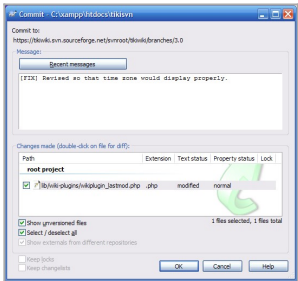 Commit - C:\xampp\htdocs\tikisvn
Commit to:
https://tikiwiki.svn.sourceforge.net/svnroot/tikiwiki/branches/3.0
Message:
Recent messages
[FIX] Revised so that time zone would display properly.
Changes made (double-click on file for diff):
Path Extension Text status Property status Lock
root project
lib/wiki-plugins/wikiplugin_lastmod.php .php modified normal
Show unversioned files 1 files selected, 1 files total
Select / deselect all
Show externals from different repositories
Keep locks
Keep changelists
OK Cancel Help